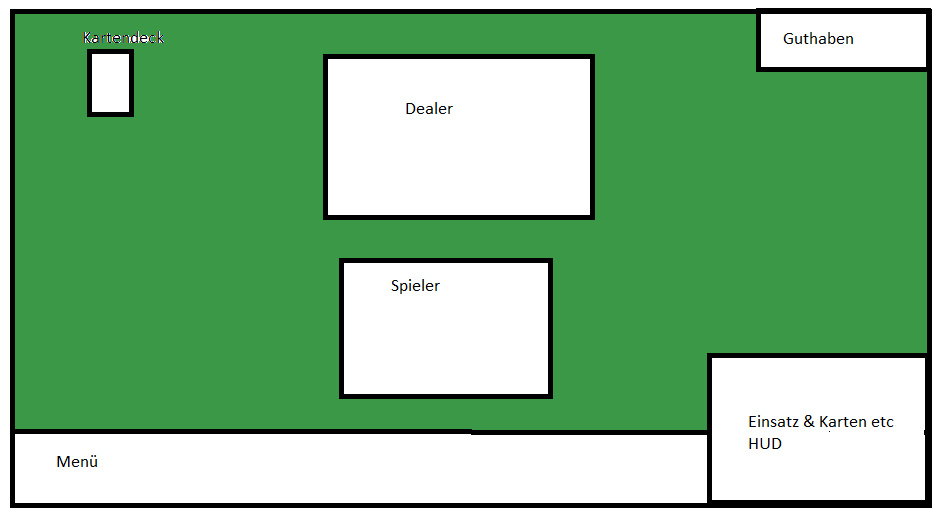 Kartendeck
Guthaben
Dealer
Spieler
Einsatz & Karten etc
HUD
Menü